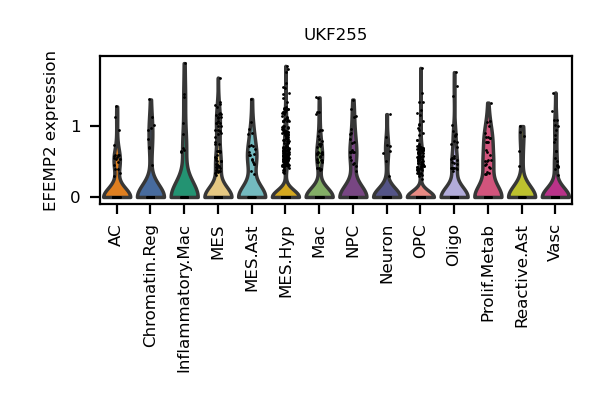 UKF255
EFEMP2 expression
1
0
AC
Chromatin.Reg
Inflammatory.Mac
MES
MES.Ast
MES.Hyp
Mac
NPC
Neuron
OPC
Oligo
Prolif.Metab
Reactive.Ast
Vasc